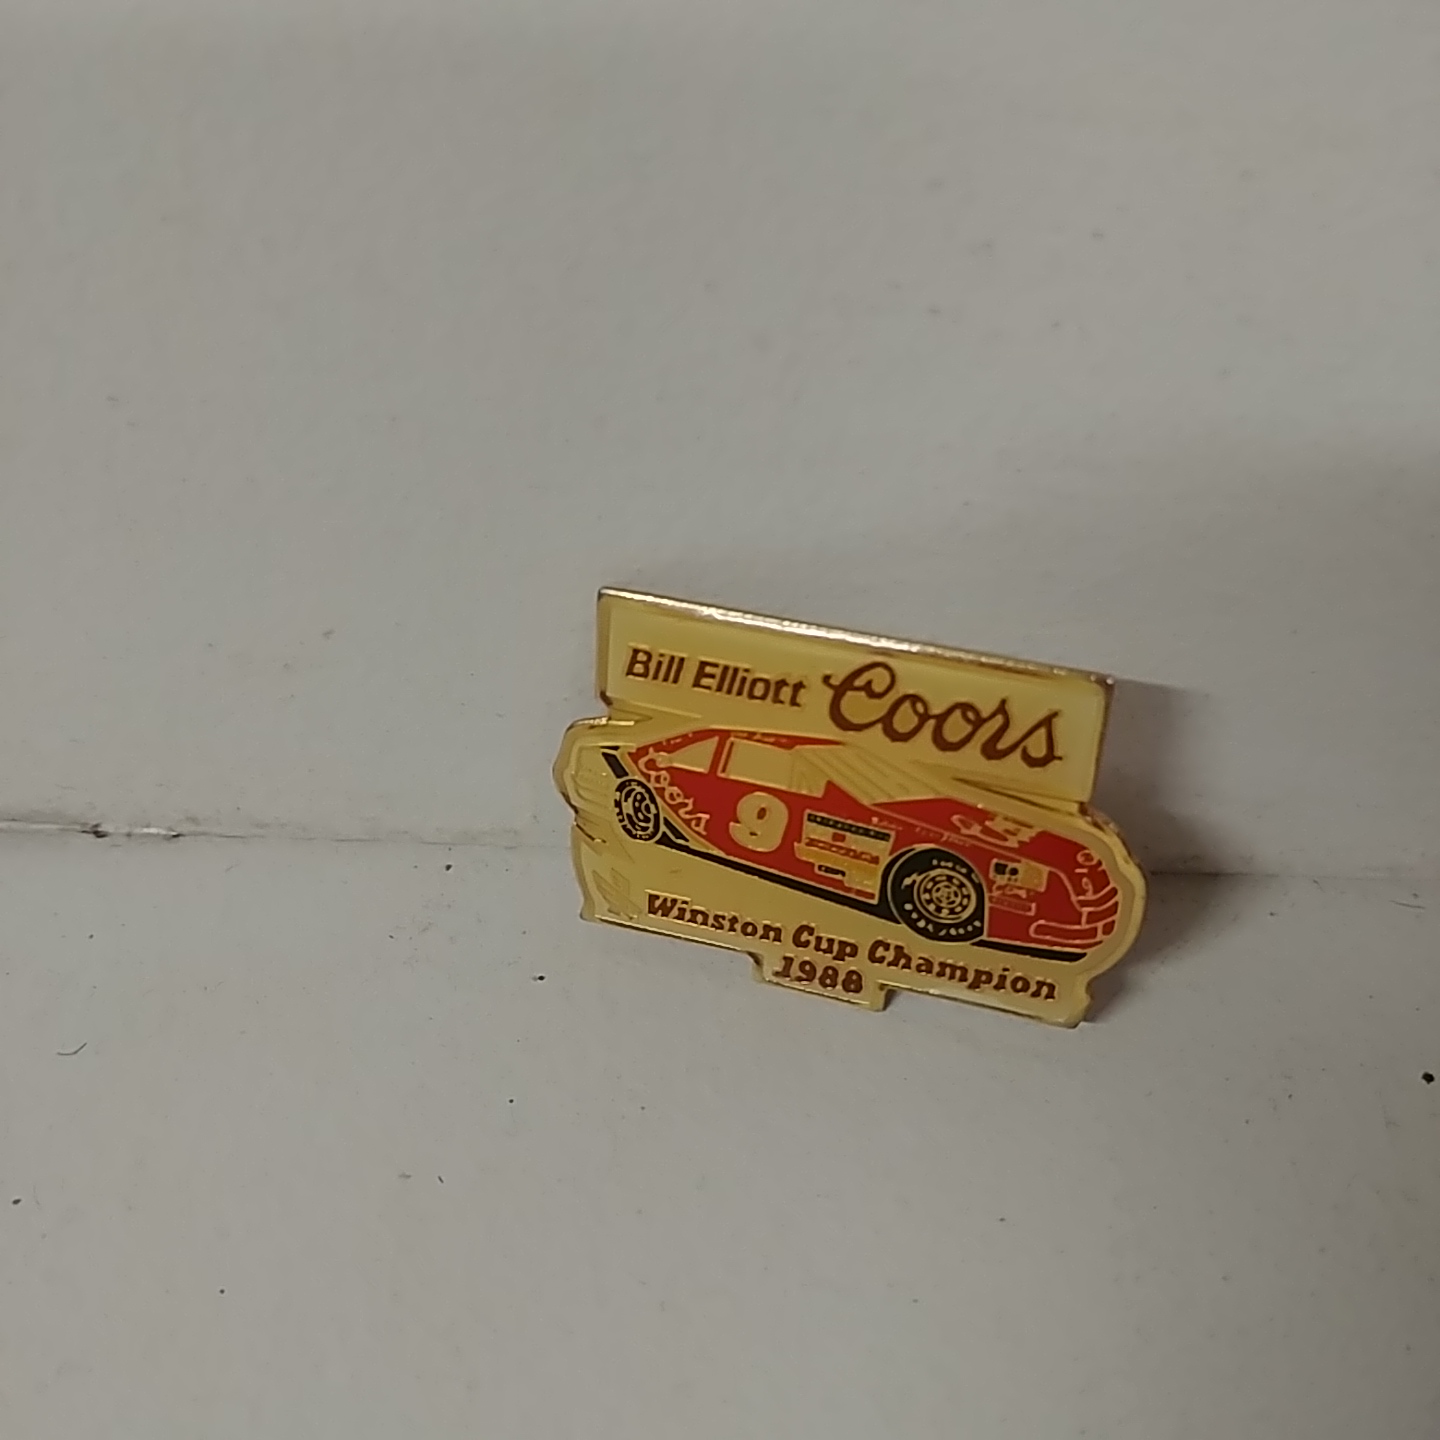 Bill Elliott Coors
Coors
9
Winston Cup Champion
1988